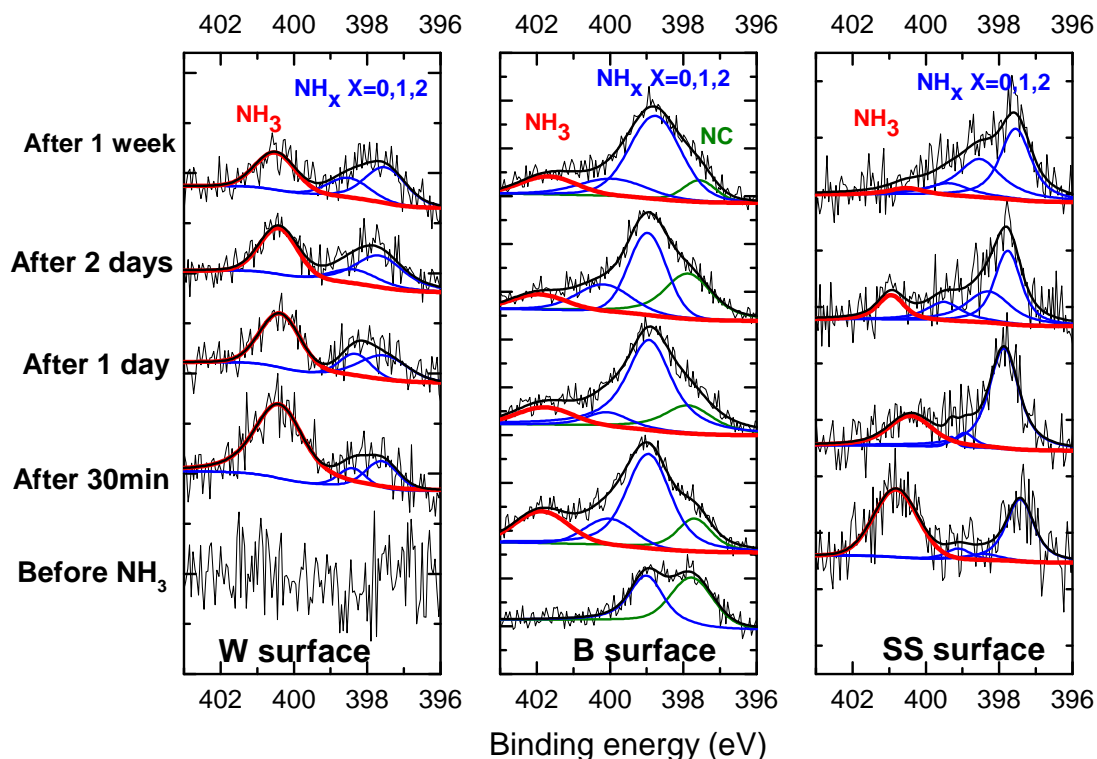 402 400 398 396
402 400 398 396
402 400 398 396
After 1 week
After 2 days
After 1 day
After 30min
Before NH3
NHx X=0,1,2
NH3
W surface
NHx X=0,1,2
NH3
NC
B surface
NHx X=0,1,2
NH3
SS surface
402 400 398 396
402 400 398 396
402 400 398 396
Binding energy (eV)